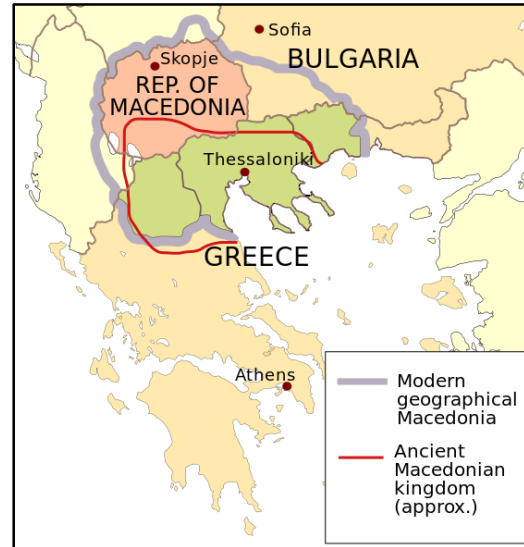 Sofia
BULGARIA
Skopje
REP. OF
MACEDONIA
Thessaloniki
GREECE
Athens
Modern
geographical
Macedonia
Ancient
Macedonian
kingdom
(approx.)